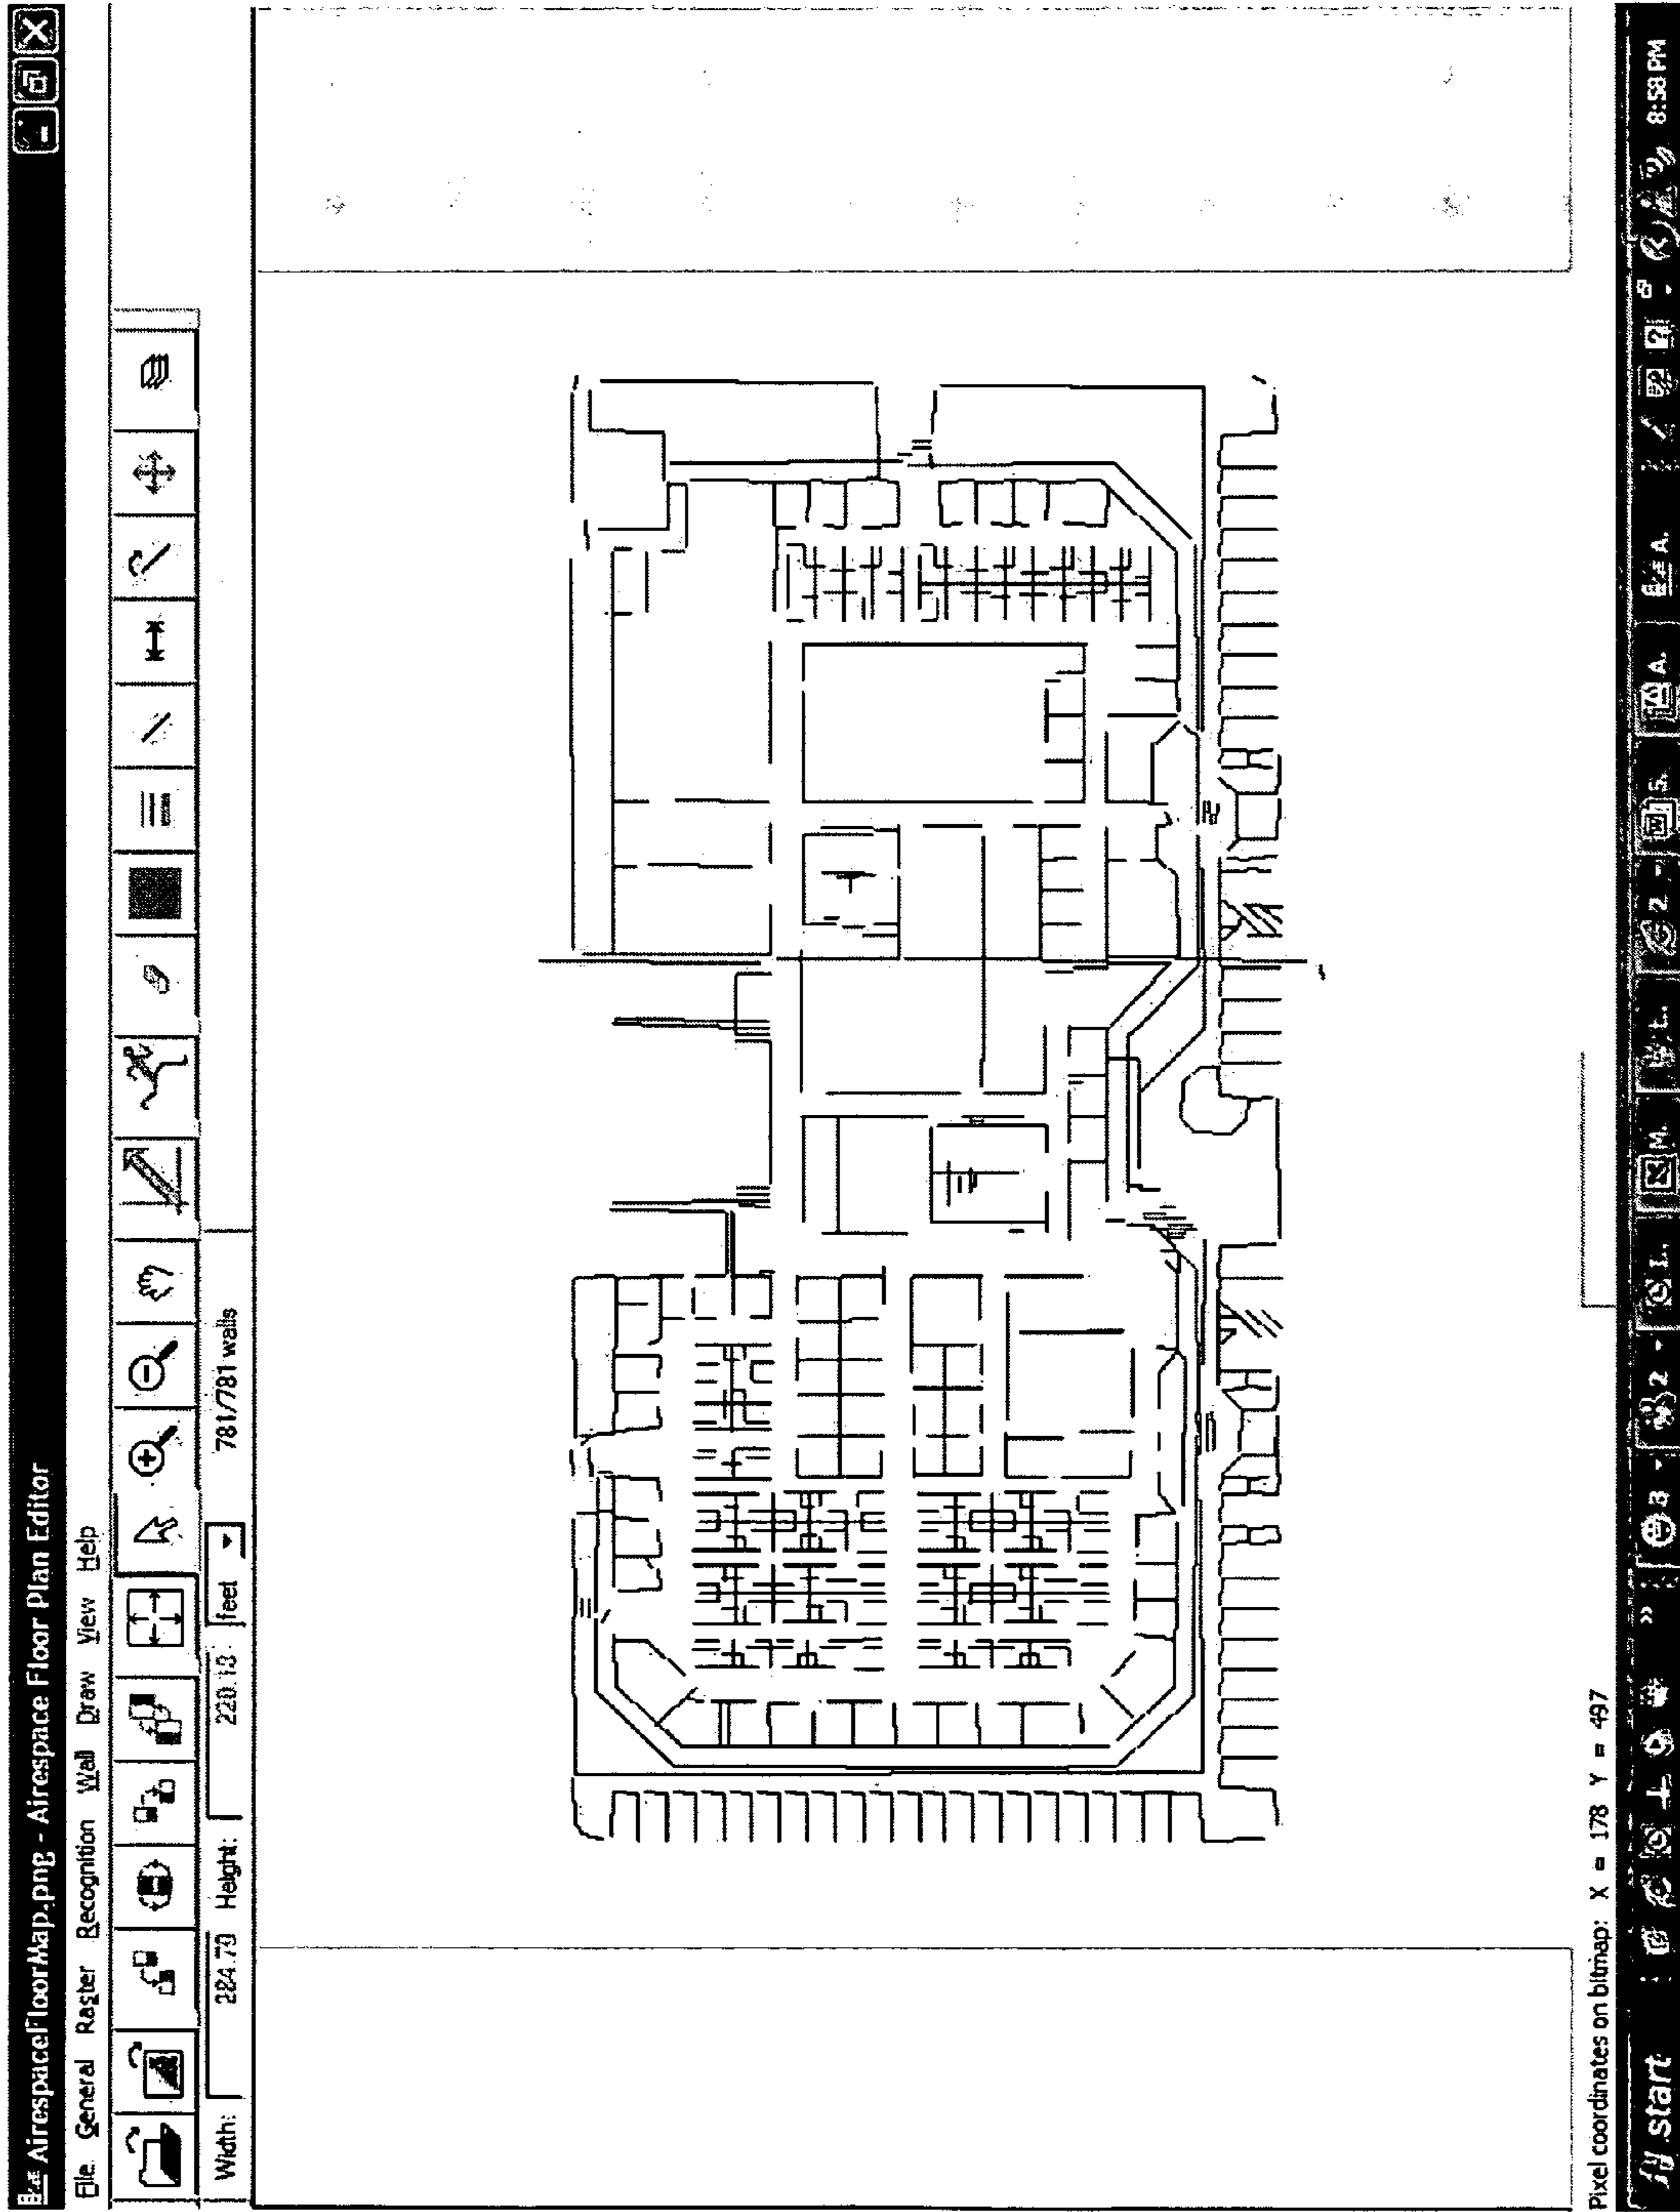 AirespaceFloorMap.png - Airespace Floor Plan Editor
File General Raster Recognition Wall Draw View Help
Width: 284.79 Height: 220.13 feet 781/781 walls
Pixel coordinates on bitmap: X = 178 Y = 497
start 8:58 PM